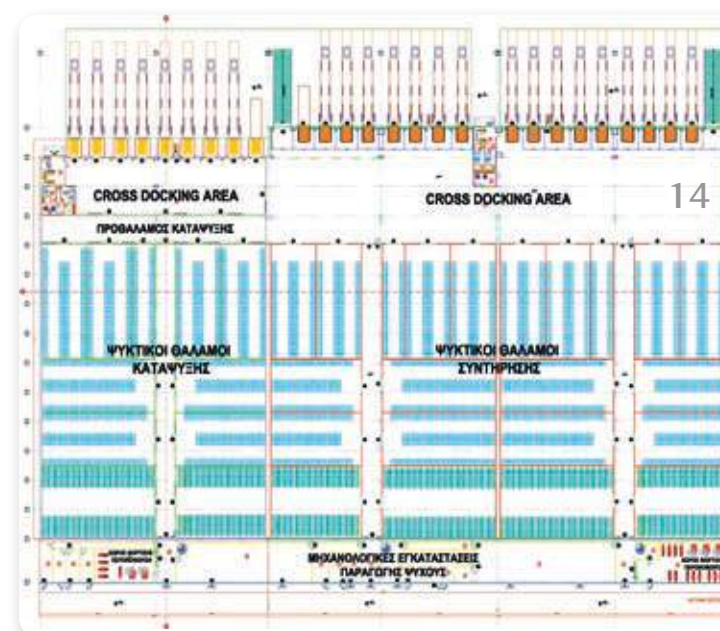 CROSS DOCKING AREA
CROSS DOCKING AREA
14
ΠΡΟΘΑΛΑΜΟΣ ΚΑΤΑΨΥΞΗΣ
ΨΥΚΤΙΚΟΙ ΘΑΛΑΜΟΙ
ΚΑΤΑΨΥΞΗΣ
ΨΥΚΤΙΚΟΙ ΘΑΛΑΜΟΙ
ΣΥΝΤΗΡΗΣΗΣ
ΜΗΧΑΝΟΛΟΓΙΚΕΣ ΕΓΚΑΤΑΣΤΑΣΕΙΣ
ΠΑΡΑΓΩΓΗΣ ΨΥΧΟΥΣ